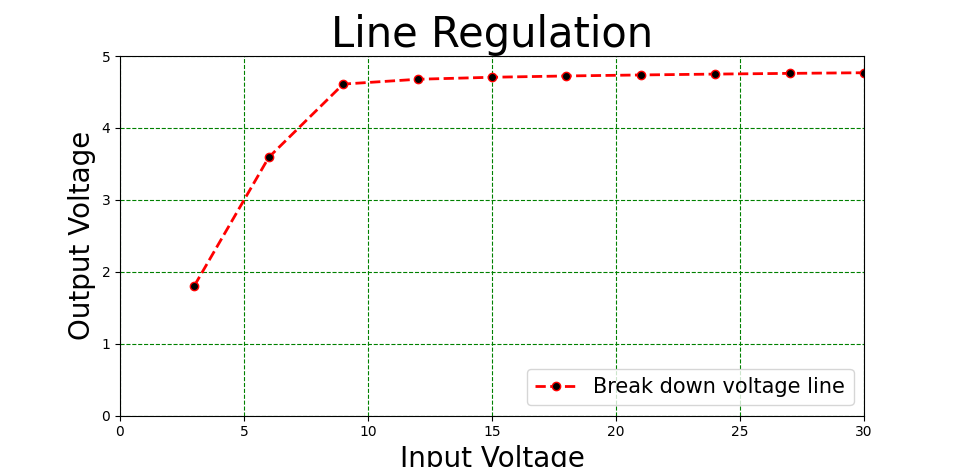 Line Regulation
Output Voltage
5
4
3
2
1
0
0 5 10 15 20 25 30
Break down voltage line
Input Voltage